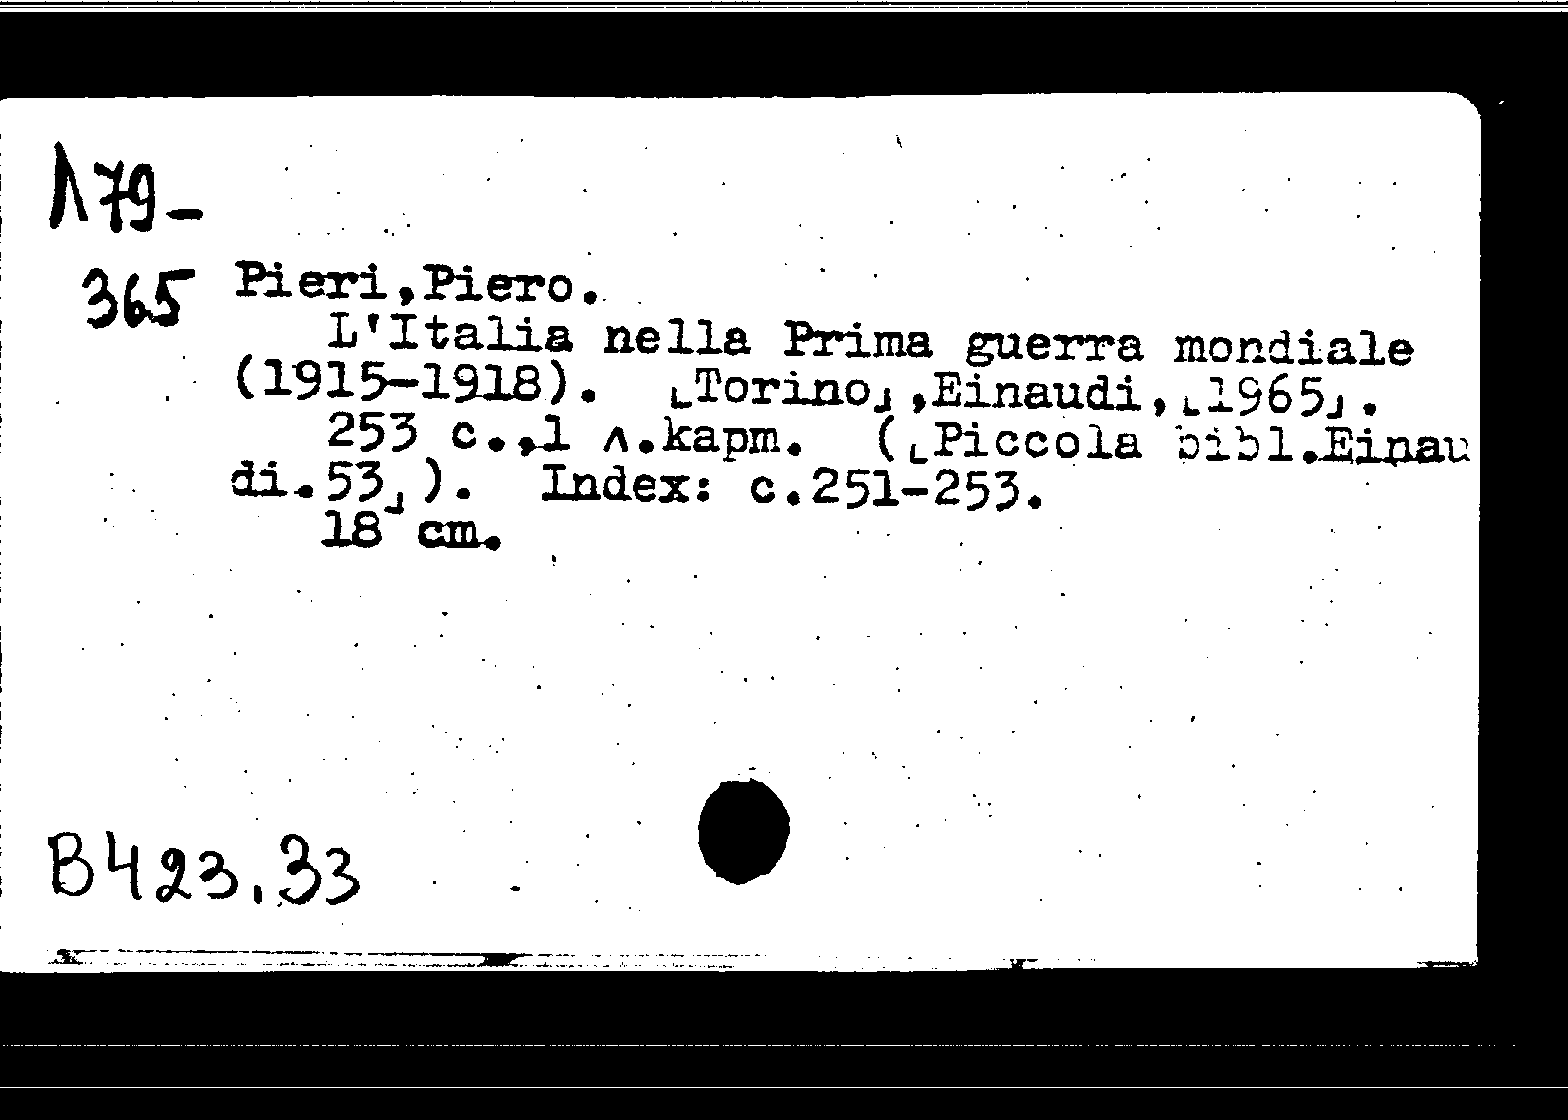 Л79-
365 Pieri,Piero.
L'Italia nella Prima guerra mondiale
(1915-1918). ⌞Torino⌟,Einaudi,⌞1965⌟.
253 с.,1 л.карт. (⌞Piccola bibl.Einau
di.53⌟). Index: с.251-253.
18 cm.
В423.33